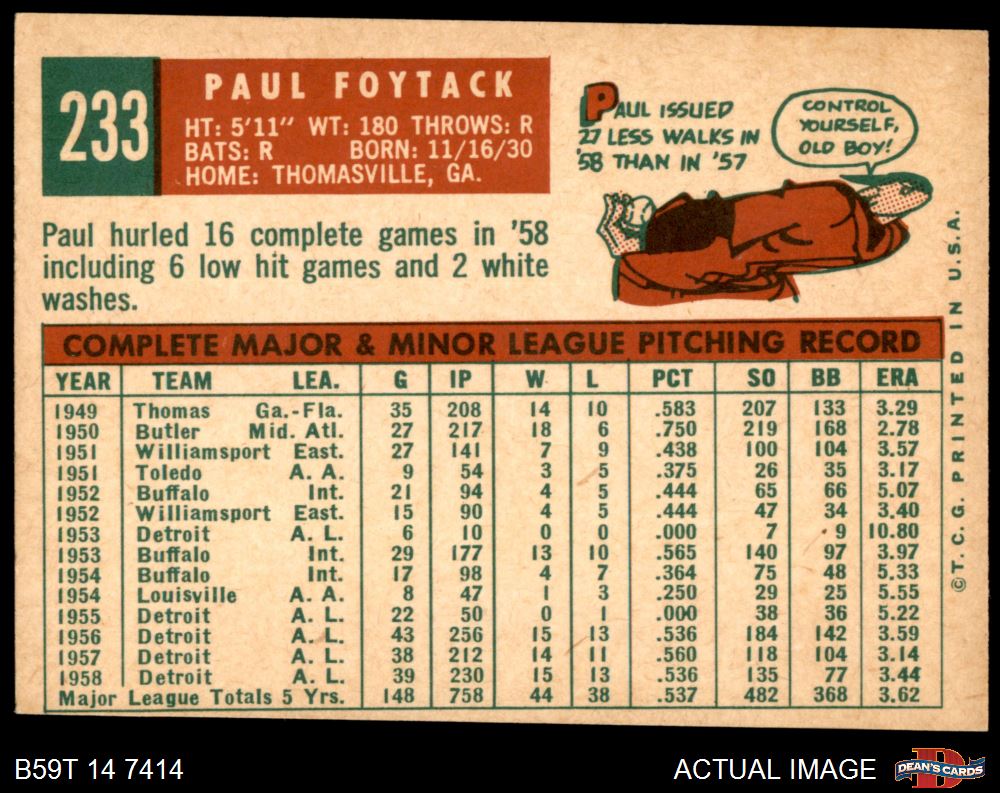 233
PAUL FOYTACK
HT: 5'11" WT: 180 THROWS: R
BATS: R BORN: 11/16/30
HOME: THOMASVILLE, GA.
PAUL ISSUED
27 LESS WALKS IN
'58 THAN IN '57
CONTROL
YOURSELF,
OLD BOY!
Paul hurled 16 complete games in '58
including 6 low hit games and 2 white
washes.
COMPLETE MAJOR & MINOR LEAGUE PITCHING RECORD
YEAR TEAM LEA. G IP W L PCT SO BB ERA
1949 Thomas Ga.-Fla. 35 208 14 10 .583 207 133 3.29
1950 Butler Mid. Atl. 27 217 18 6 .750 219 168 2.78
1951 Williamsport East. 27 141 7 9 .438 100 104 3.57
1951 Toledo A. A. 9 54 3 5 .375 26 35 3.17
1952 Buffalo Int. 21 94 4 5 .444 65 66 5.07
1952 Williamsport East. 15 90 4 5 .444 47 34 3.40
1953 Detroit A. L. 6 10 0 0 .000 7 9 10.80
1953 Buffalo Int. 29 177 13 10 .565 140 97 3.97
1954 Buffalo Int. 17 98 4 7 .364 75 48 5.33
1954 Louisville A. A. 8 47 1 3 .250 29 25 5.55
1955 Detroit A. L. 22 50 0 1 .000 38 36 5.22
1956 Detroit A. L. 43 256 15 13 .536 184 142 3.59
1957 Detroit A. L. 38 212 14 11 .560 118 104 3.14
1958 Detroit A. L. 39 230 15 13 .536 135 77 3.44
Major League Totals 5 Yrs. 148 758 44 38 .537 482 368 3.62
©T. C. G. PRINTED IN U.S.A.
B59T 14 7414
ACTUAL IMAGE
D
DEAN'S CARDS